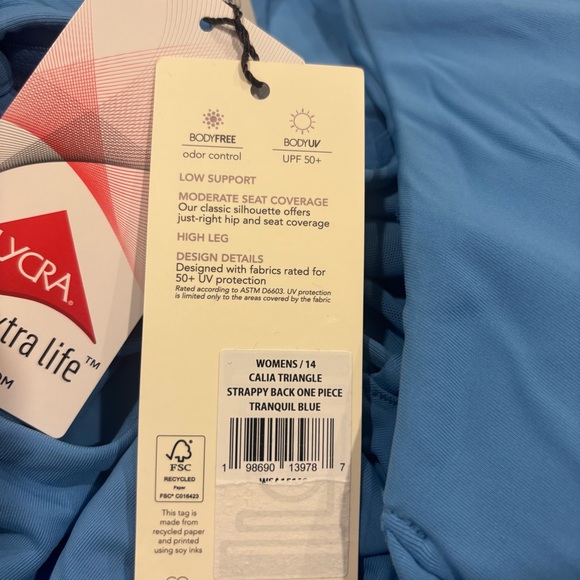 BODYFREE
odor control
BODYUV
UPF 50+
LOW SUPPORT
MODERATE SEAT COVERAGE
Our classic silhouette offers
just-right hip and seat coverage
HIGH LEG
DESIGN DETAILS
Designed with fabrics rated for
50+ UV protection
Rated according to ASTM D6603. UV protection
is limited only to the areas covered by the fabric
WOMENS / 14
CALIA TRIANGLE
STRAPPY BACK ONE PIECE
TRANQUIL BLUE
1 98690 13978 7
FSC
RECYCLED
Paper
FSC® C016423
This tag is
made from
recycled paper
and printed
using soy inks
LYCRA®
xtra life™
OM